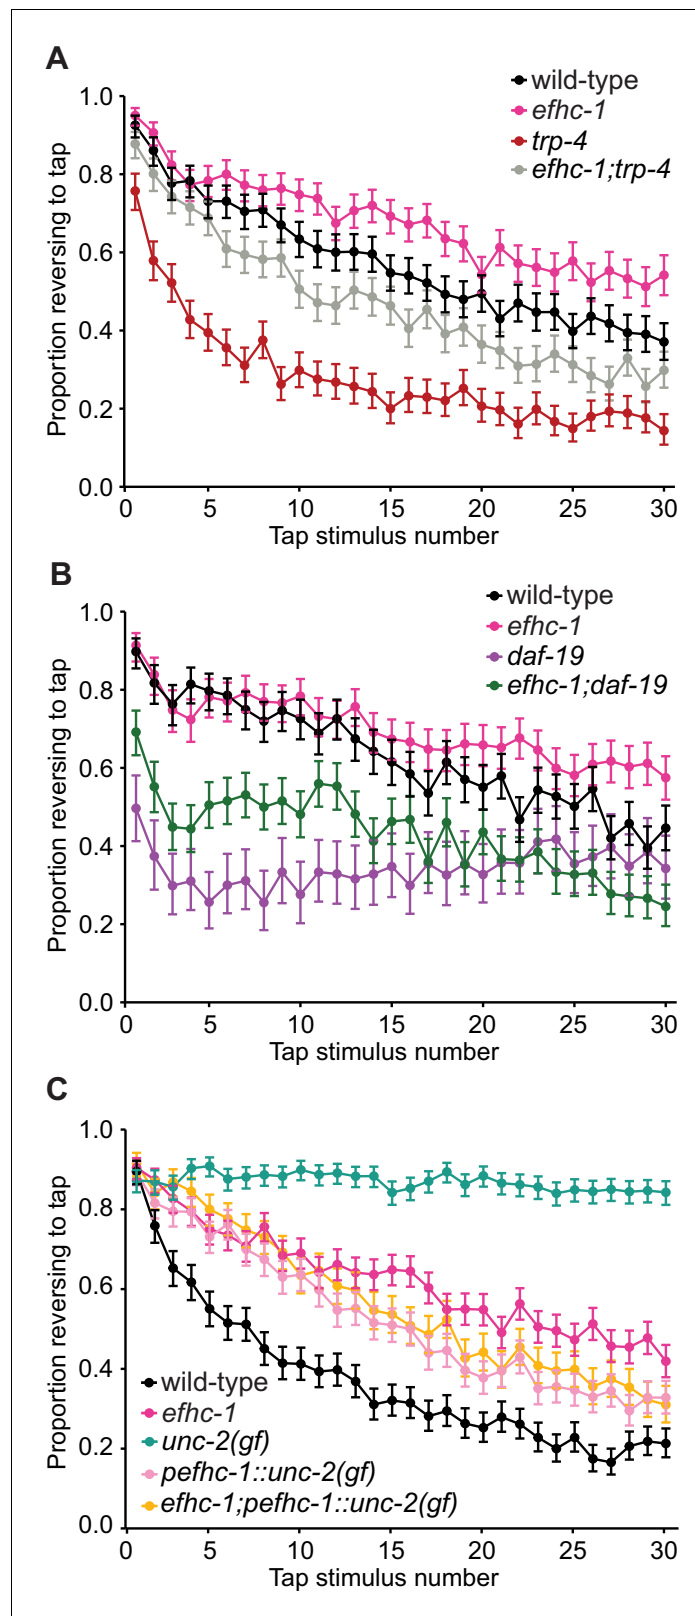 A
wild-type
efhc-1
trp-4
efhc-1;trp-4
Proportion reversing to tap
1.0
0.8
0.6
0.4
0.2
0.0
0 5 10 15 20 25 30
Tap stimulus number
B
wild-type
efhc-1
daf-19
efhc-1;daf-19
Proportion reversing to tap
1.0
0.8
0.6
0.4
0.2
0.0
0 5 10 15 20 25 30
Tap stimulus number
C
Proportion reversing to tap
1.0
0.8
0.6
0.4
0.2
0.0
wild-type
efhc-1
unc-2(gf)
pefhc-1::unc-2(gf)
efhc-1;pefhc-1::unc-2(gf)
0 5 10 15 20 25 30
Tap stimulus number